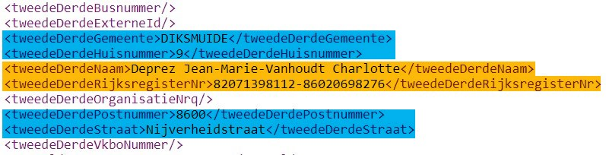 <tweedeDerdeBusnummer/>
<tweedeDerdeExterneId/>
<tweedeDerdeGemeente>DIKSMUIDE</tweedeDerdeGemeente>
<tweedeDerdeHuisnummer>9</tweedeDerdeHuisnummer>
<tweedeDerdeNaam>Deprez Jean-Marie-Vanhoudt Charlotte</tweedeDerdeNaam>
<tweedeDerdeRijksregisterNr>82071398112-86020698276</tweedeDerdeRijksregisterNr>
<tweedeDerdeOrganisatieNrq/>
<tweedeDerdePostnummer>8600</tweedeDerdePostnummer>
<tweedeDerdeStraat>Nijverheidstraat</tweedeDerdeStraat>
<tweedeDerdeVkboNummer/>